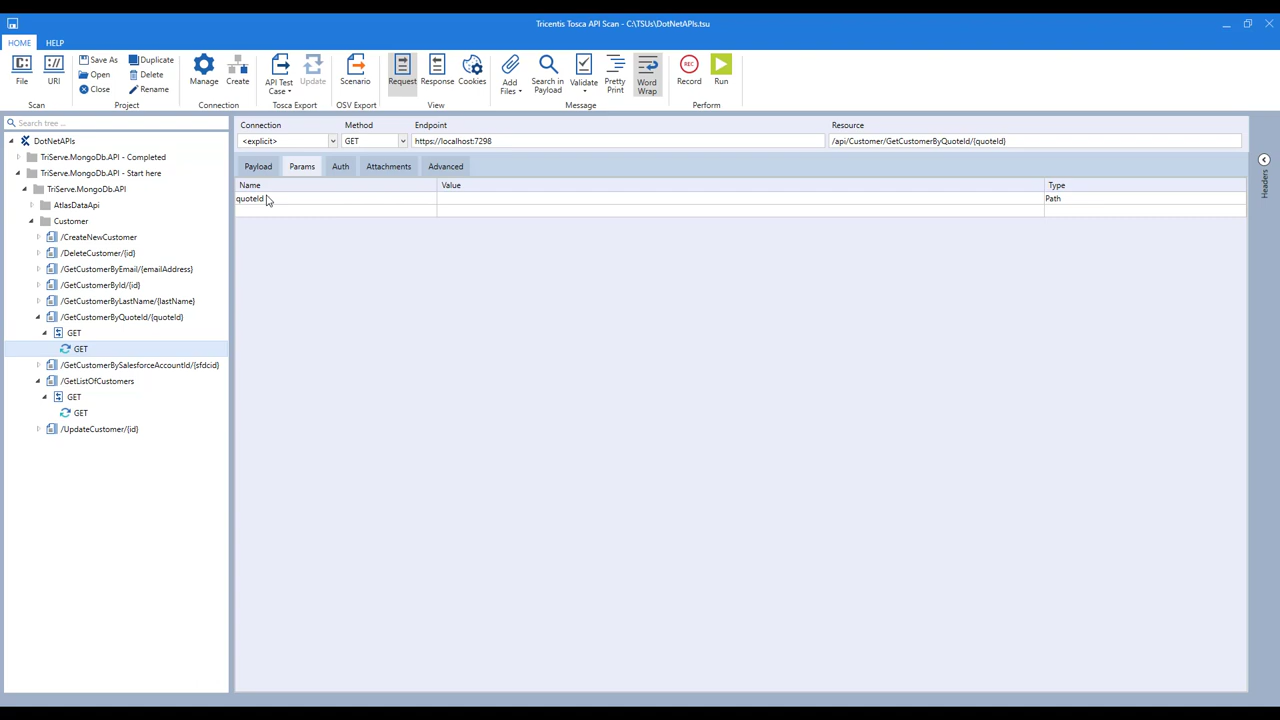 Tricentis Tosca API Scan - C:\TSUs\DotNetAPIs.tsu
HOME HELP
File
URI
Scan
Save As
Open
Close
Duplicate
Delete
Rename
Project
Manage
Create
Connection
API Test Case
Update
Tosca Export
Scenario
OSV Export
Request
Response
Cookies
View
Add Files
Search in Payload
Validate
Pretty Print
Word Wrap
Message
REC
Record
Run
Perform
Search tree ...
DotNetAPIs
TriServe.MongoDb.API - Completed
TriServe.MongoDb.API - Start here
TriServe.MongoDb.API
AtlasDataApi
Customer
/CreateNewCustomer
/DeleteCustomer/{id}
/GetCustomerByEmail/{emailAddress}
/GetCustomerById/{id}
/GetCustomerByLastName/{lastName}
/GetCustomerByQuoteId/{quoteId}
GET
GET
/GetCustomerBySalesforceAccountId/{sfdcid}
/GetListOfCustomers
GET
GET
/UpdateCustomer/{id}
Connection Method Endpoint Resource
<explicit> GET https://localhost:7298 /api/Customer/GetCustomerByQuoteId/{quoteId}
Payload Params Auth Attachments Advanced
Name Value Type
quoteId Path
Headers